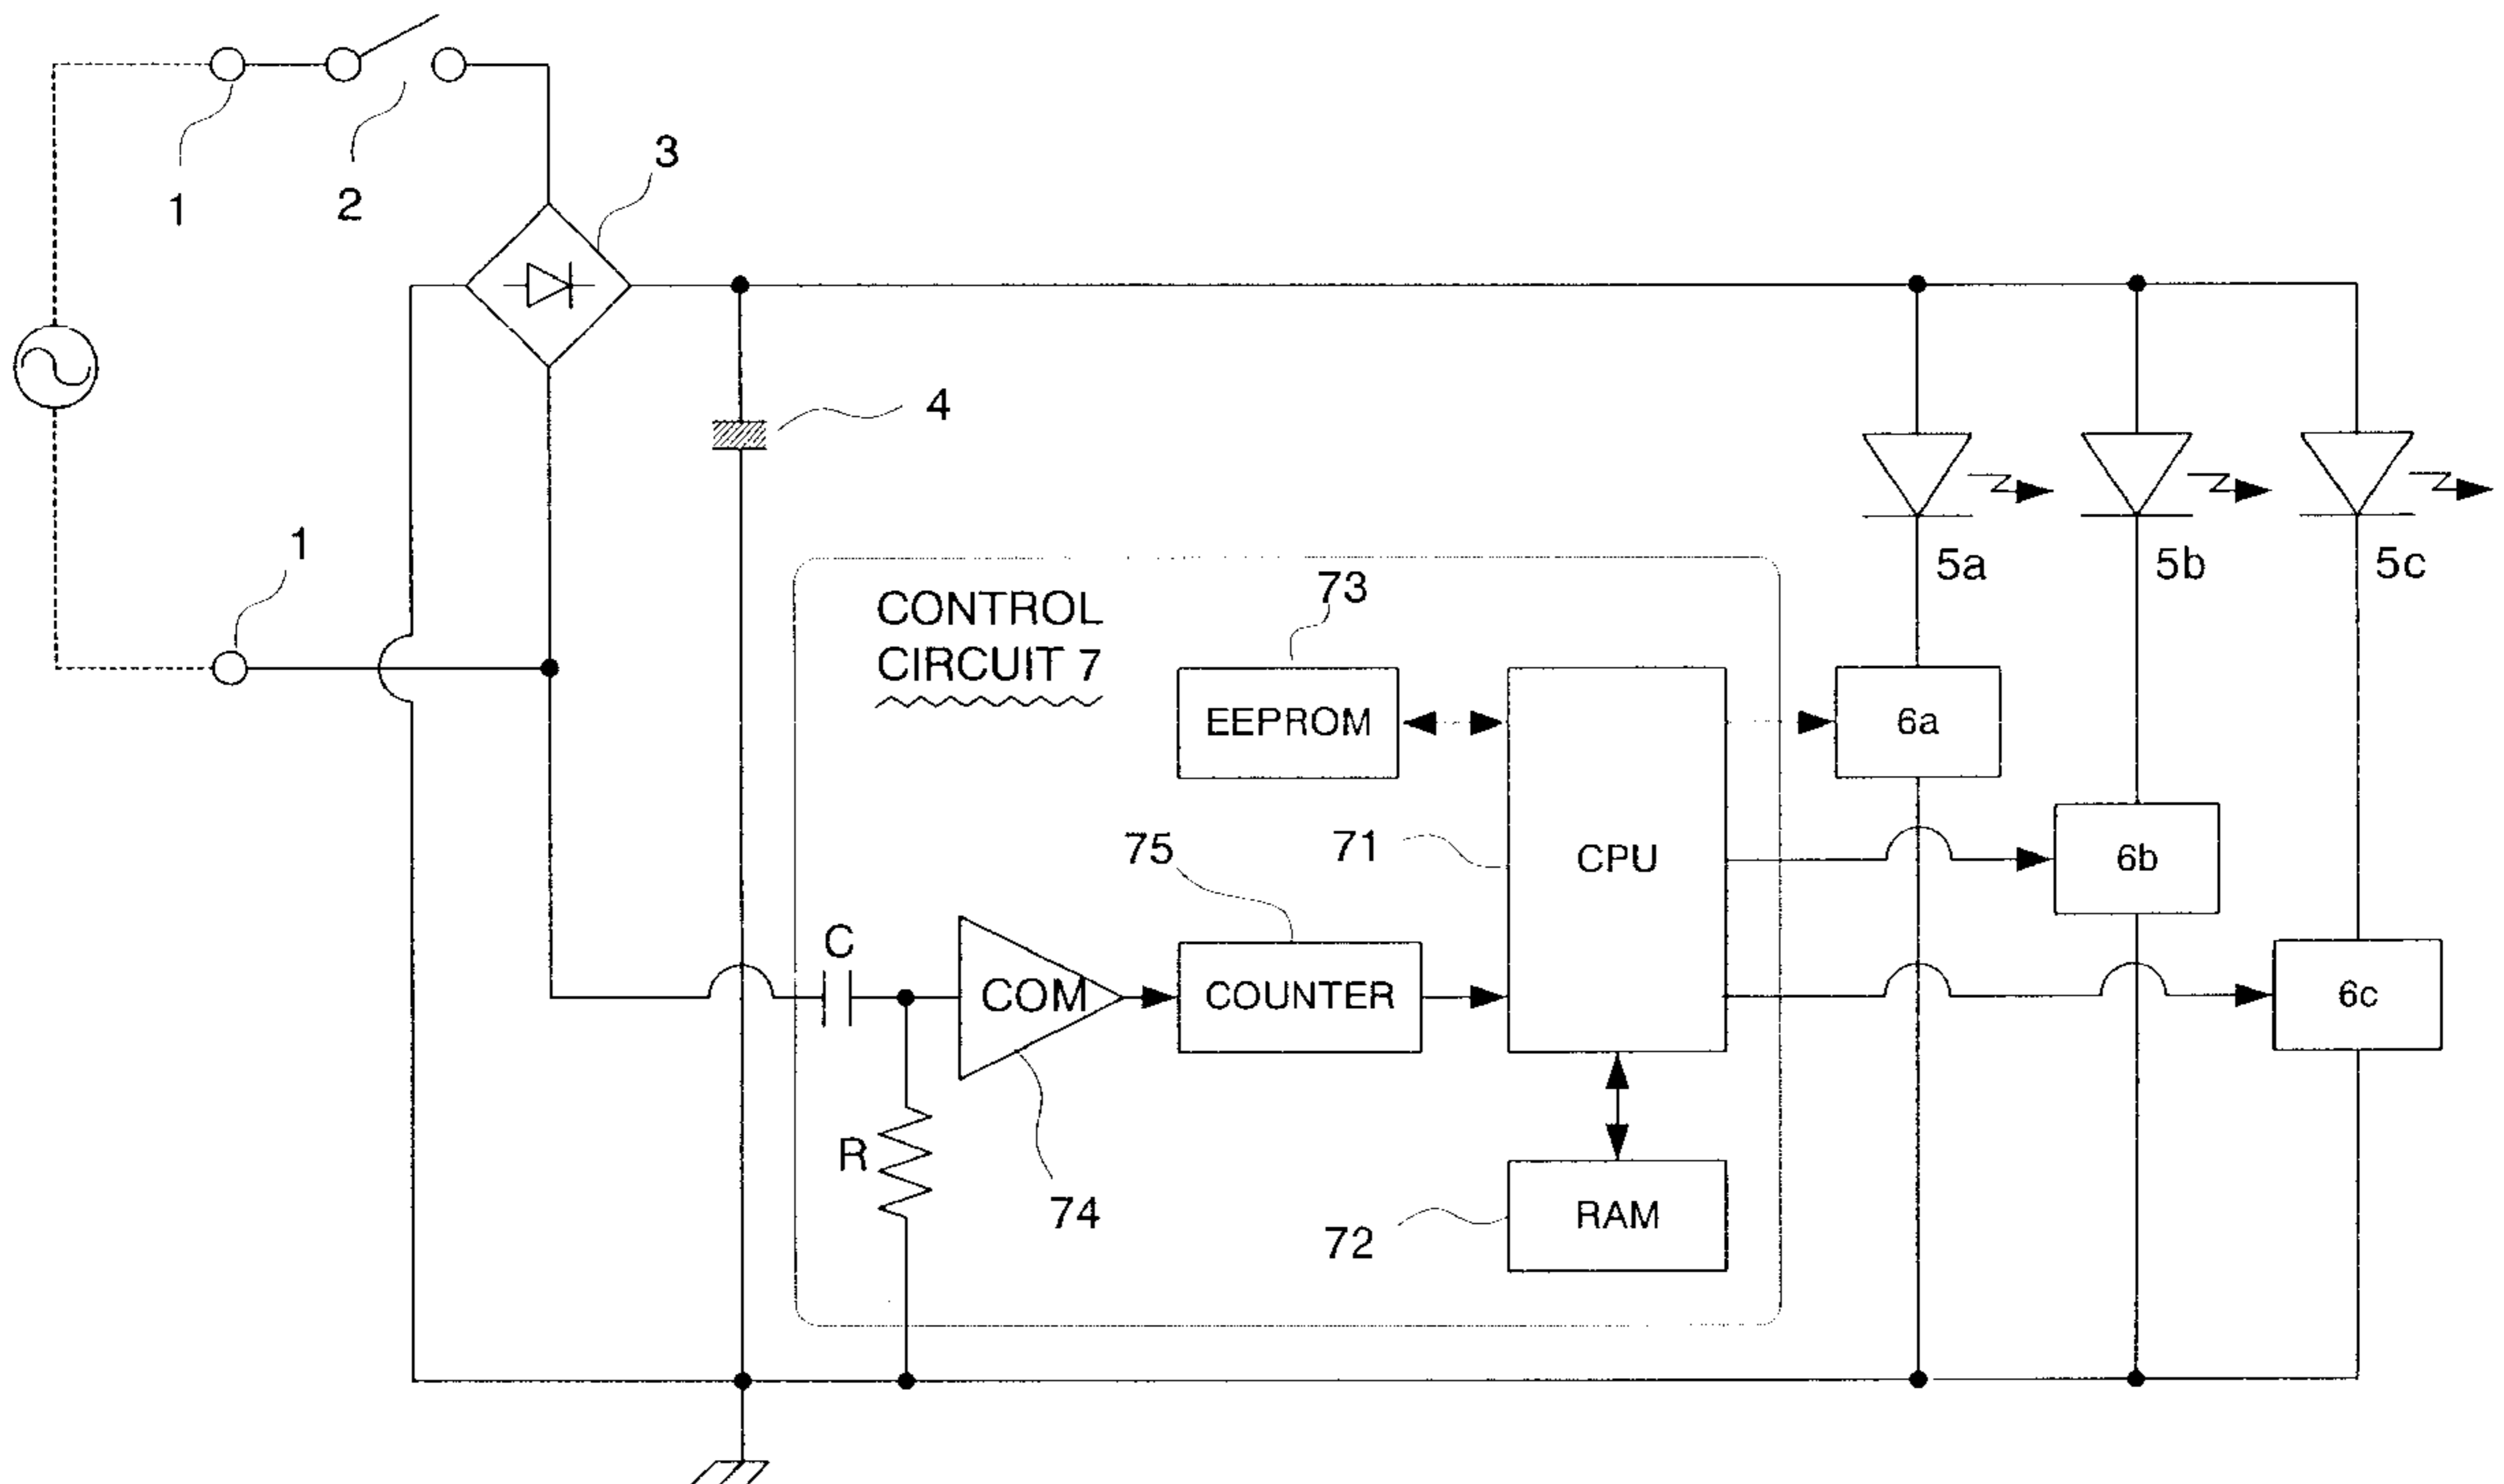 1
2
3
4
1
5a
5b
5c
CONTROL
CIRCUIT 7
73
EEPROM
6a
75
71
CPU
6b
C
COM
COUNTER
6c
R
74
72
RAM